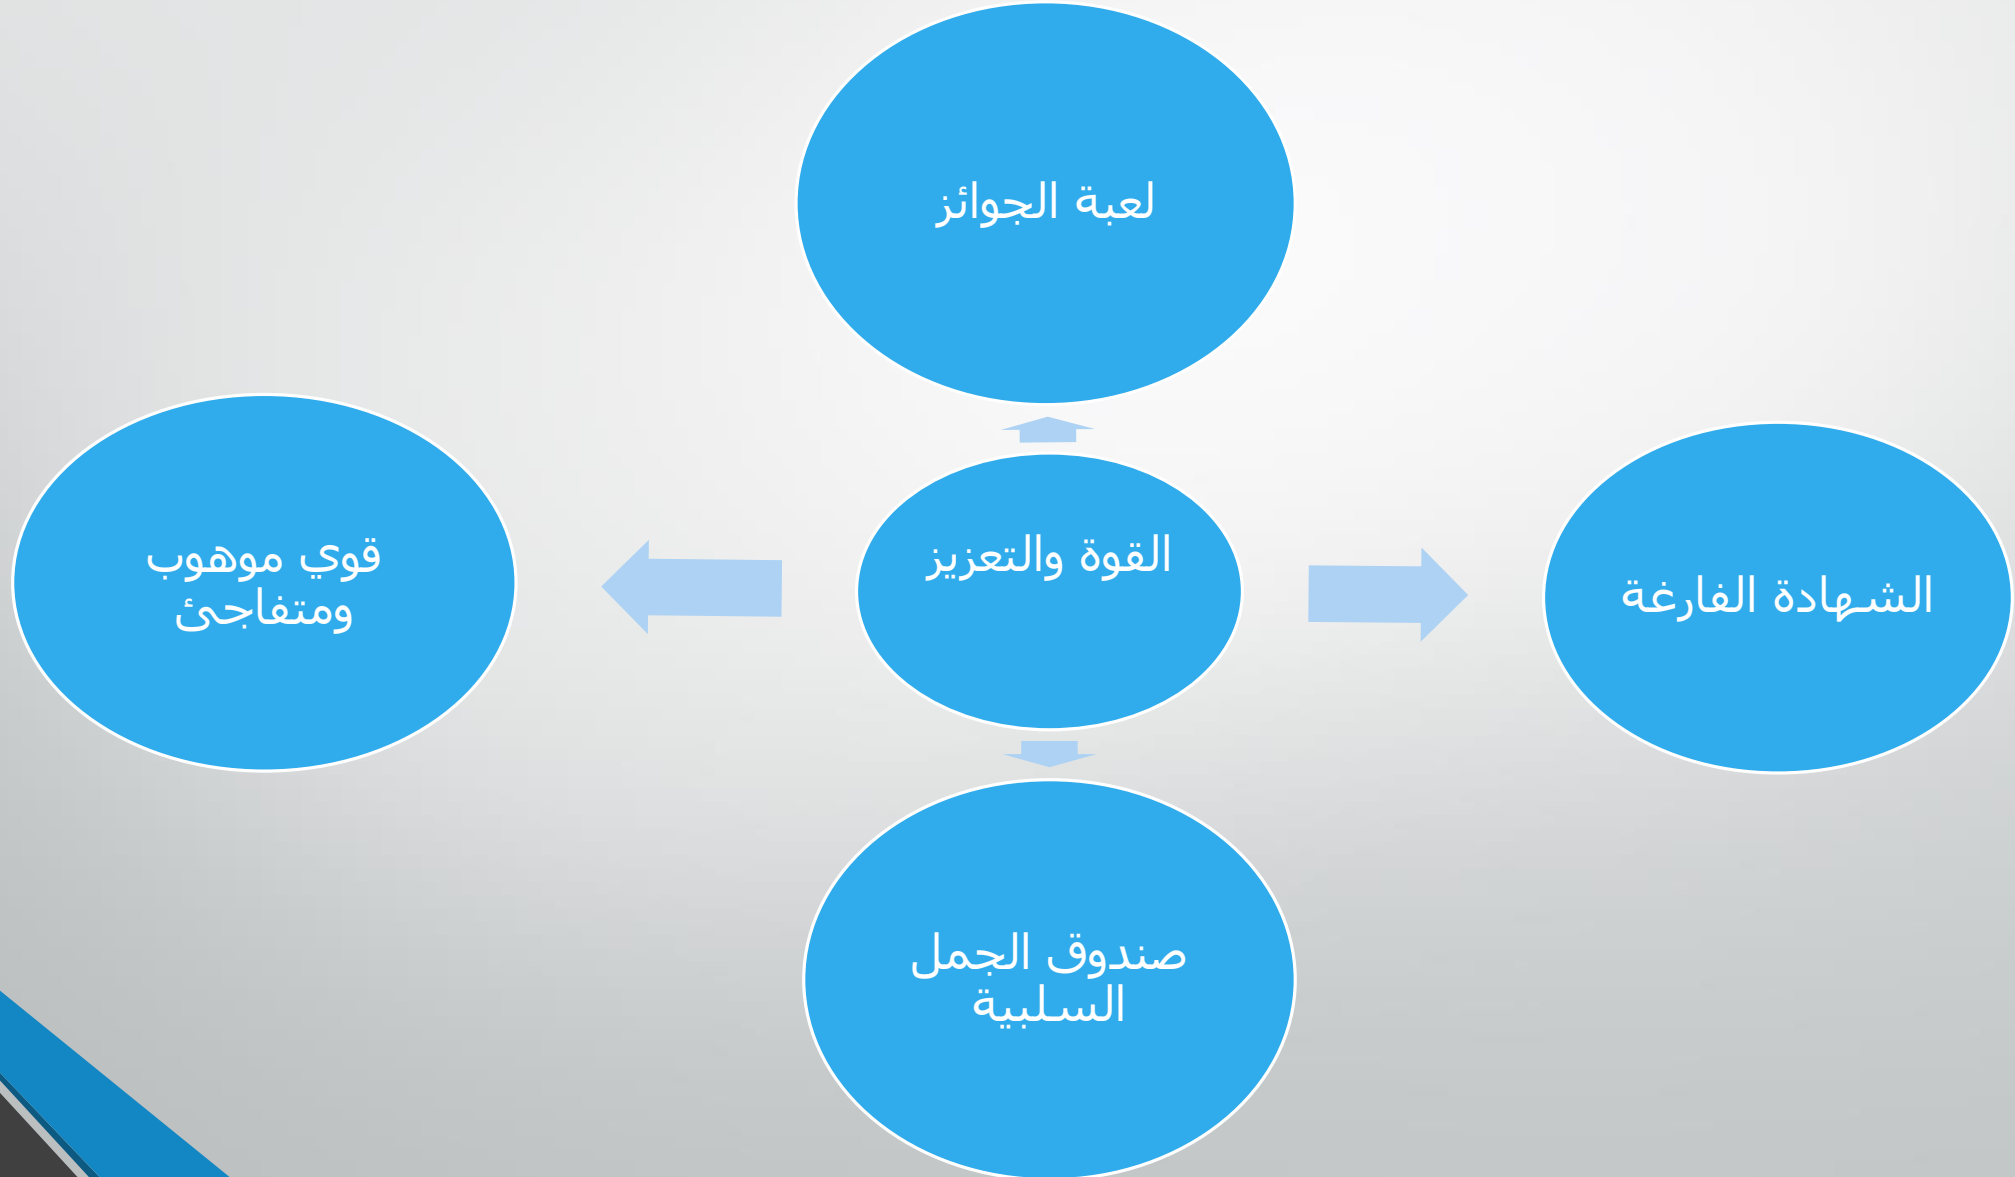 لعبة الجوائز
القوة والتعزيز
الشهادة الفارغة
قوي موهوب
ومتفاجئ
صندوق الجمل
السلبية